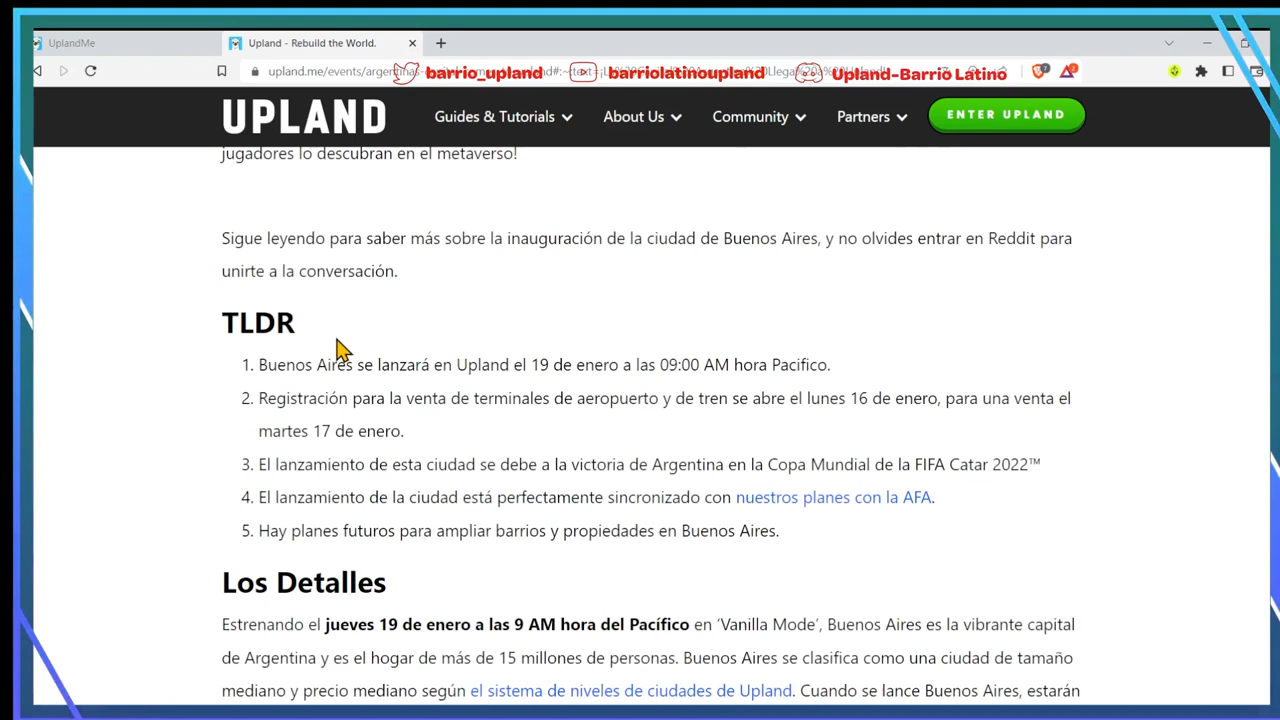 UplandMe
Upland - Rebuild the World.
barrio_upland
barriolatinoupland
Upland-Barrio Latino
UPLAND
Guides & Tutorials
About Us
Community
Partners
ENTER UPLAND
jugadores lo descubran en el metaverso!
Sigue leyendo para saber más sobre la inauguración de la ciudad de Buenos Aires, y no olvides entrar en Reddit para
unirte a la conversación.
TLDR
1. Buenos Aires se lanzará en Upland el 19 de enero a las 09:00 AM hora Pacifico.
2. Registración para la venta de terminales de aeropuerto y de tren se abre el lunes 16 de enero, para una venta el
martes 17 de enero.
3. El lanzamiento de esta ciudad se debe a la victoria de Argentina en la Copa Mundial de la FIFA Catar 2022™
4. El lanzamiento de la ciudad está perfectamente sincronizado con nuestros planes con la AFA.
5. Hay planes futuros para ampliar barrios y propiedades en Buenos Aires.
Los Detalles
Estrenando el jueves 19 de enero a las 9 AM hora del Pacífico en ‘Vanilla Mode’, Buenos Aires es la vibrante capital
de Argentina y es el hogar de más de 15 millones de personas. Buenos Aires se clasifica como una ciudad de tamaño
mediano y precio mediano según el sistema de niveles de ciudades de Upland. Cuando se lance Buenos Aires, estarán